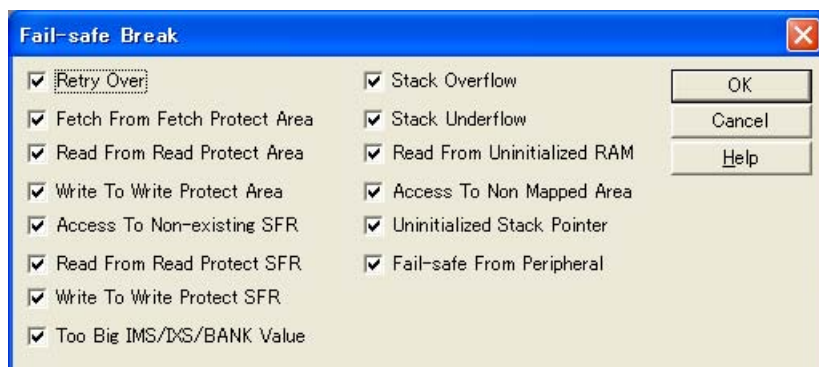 Fail-safe Break
Retry Over
Fetch From Fetch Protect Area
Read From Read Protect Area
Write To Write Protect Area
Access To Non-existing SFR
Read From Read Protect SFR
Write To Write Protect SFR
Too Big IMS/IXS/BANK Value
Stack Overflow
Stack Underflow
Read From Uninitialized RAM
Access To Non Mapped Area
Uninitialized Stack Pointer
Fail-safe From Peripheral
OK
Cancel
Help